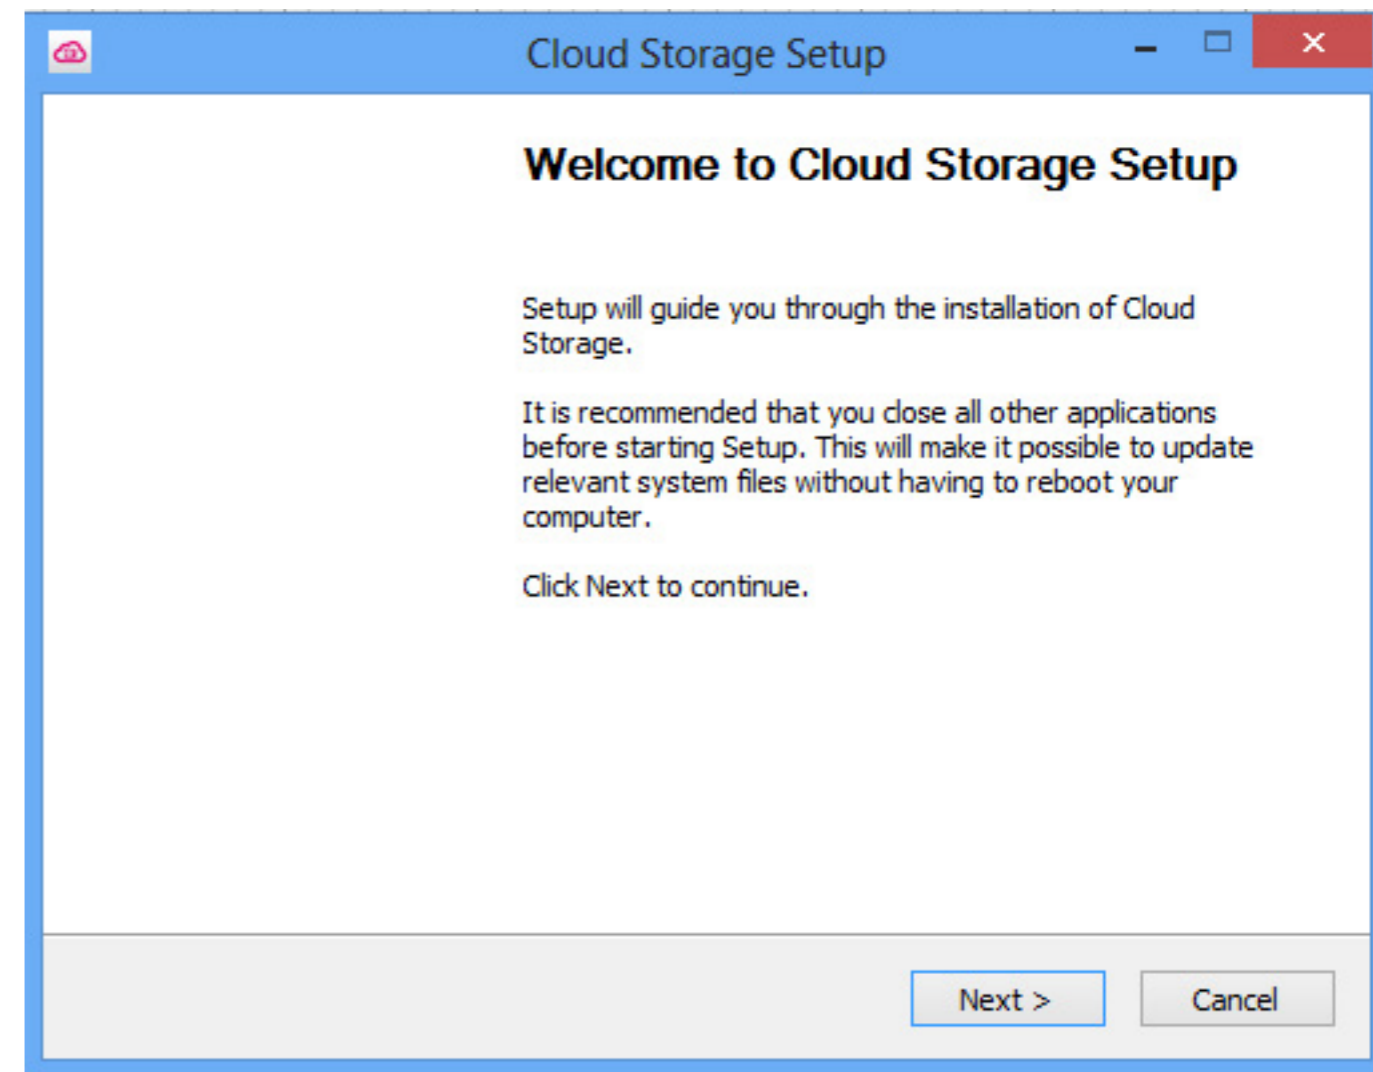 Cloud Storage Setup
Welcome to Cloud Storage Setup
Setup will guide you through the installation of Cloud
Storage.
It is recommended that you close all other applications
before starting Setup. This will make it possible to update
relevant system files without having to reboot your
computer.
Click Next to continue.
Next >
Cancel